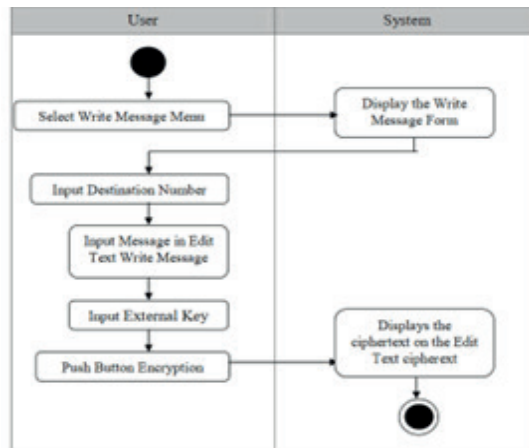 User
System
Select Write Message Menu
Display the Write
Message Form
Input Destination Number
Input Message in Edit
Text Write Message
Input External Key
Push Button Encryption
Displays the
ciphertext on the Edit
Text cipherext